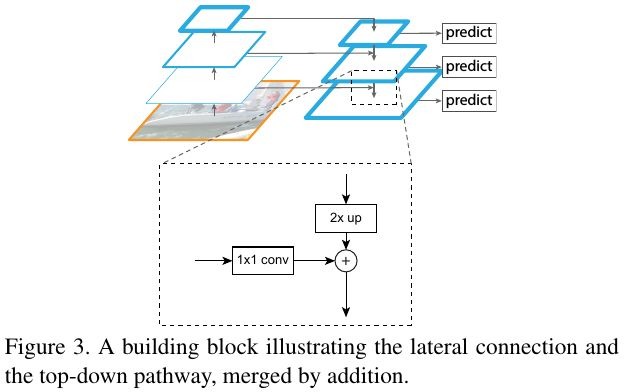 predict
predict
predict
2x up
1x1 conv
+
Figure 3. A building block illustrating the lateral connection and
the top-down pathway, merged by addition.